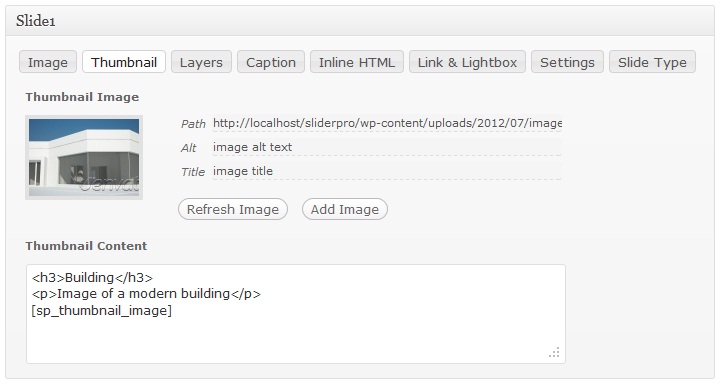 Slide1
Image Thumbnail Layers Caption Inline HTML Link & Lightbox Settings Slide Type
Thumbnail Image
Path http://localhost/sliderpro/wp-content/uploads/2012/07/image
Alt image alt text
Title image title
Refresh Image Add Image
Thumbnail Content
<h3>Building</h3>
<p>Image of a modern building</p>
[sp_thumbnail_image]